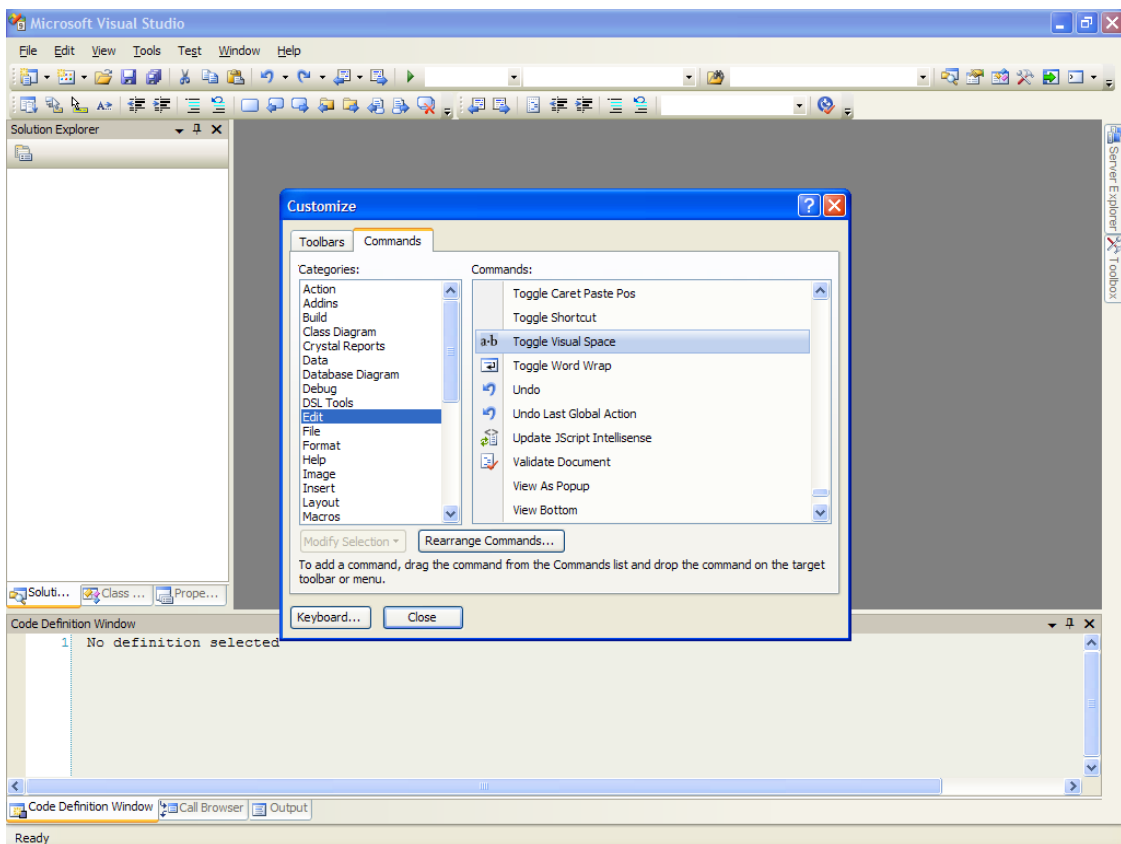 Microsoft Visual Studio
File Edit View Tools Test Window Help
Solution Explorer
Server Explorer
Toolbox
Customize
Toolbars Commands
Categories:
Action
Addins
Build
Class Diagram
Crystal Reports
Data
Database Diagram
Debug
DSL Tools
Edit
File
Format
Help
Image
Insert
Layout
Macros
Commands:
Toggle Caret Paste Pos
Toggle Shortcut
a·b Toggle Visual Space
Toggle Word Wrap
Undo
Undo Last Global Action
Update JScript Intellisense
Validate Document
View As Popup
View Bottom
Modify Selection Rearrange Commands...
To add a command, drag the command from the Commands list and drop the command on the target
toolbar or menu.
Keyboard... Close
Soluti... Class ... Prope...
Code Definition Window
1 No definition selected
Code Definition Window Call Browser Output
Ready